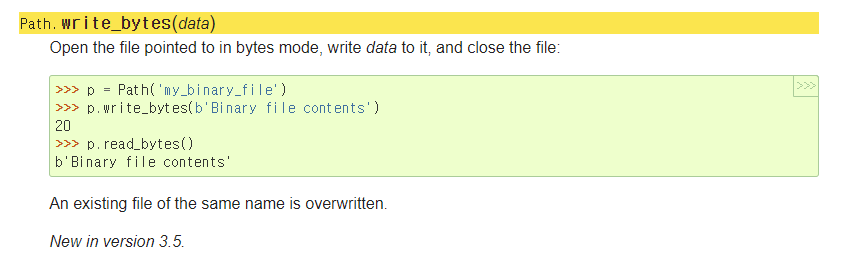 Path.write_bytes(data)
Open the file pointed to in bytes mode, write data to it, and close the file:
>>>
>>> p = Path('my_binary_file')
>>> p.write_bytes(b'Binary file contents')
20
>>> p.read_bytes()
b'Binary file contents'
An existing file of the same name is overwritten.
New in version 3.5.